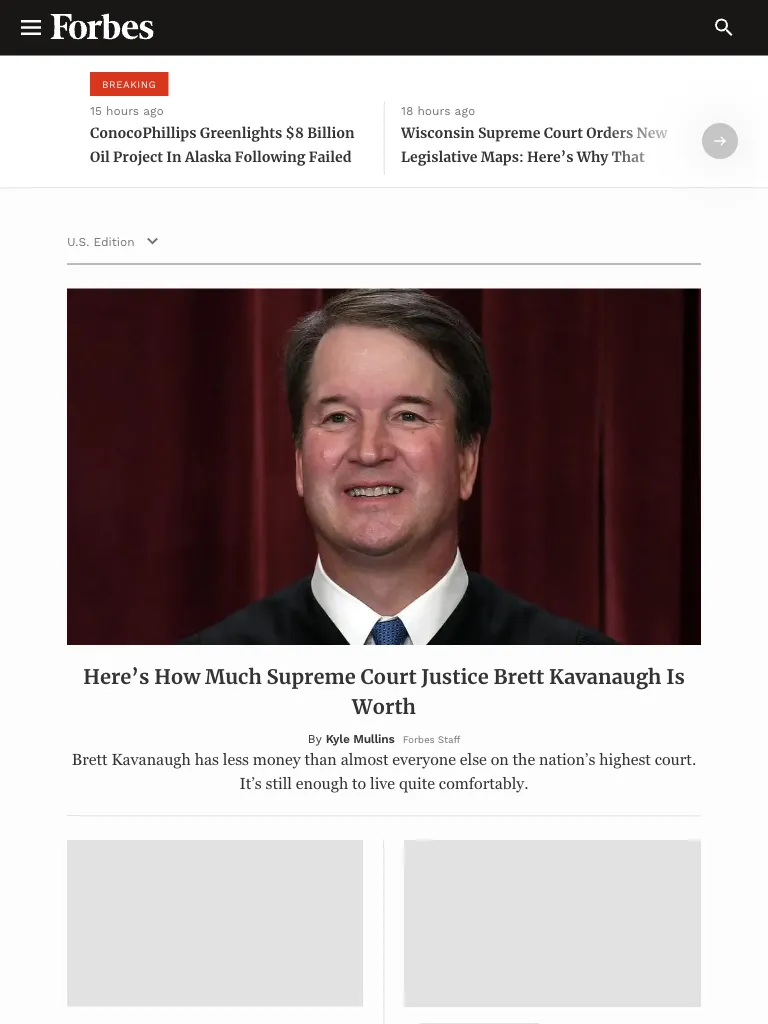 Forbes
BREAKING
15 hours ago
ConocoPhillips Greenlights $8 Billion
Oil Project In Alaska Following Failed
18 hours ago
Wisconsin Supreme Court Orders New
Legislative Maps: Here’s Why That
U.S. Edition
Here’s How Much Supreme Court Justice Brett Kavanaugh Is
Worth
By Kyle Mullins Forbes Staff
Brett Kavanaugh has less money than almost everyone else on the nation’s highest court.
It’s still enough to live quite comfortably.